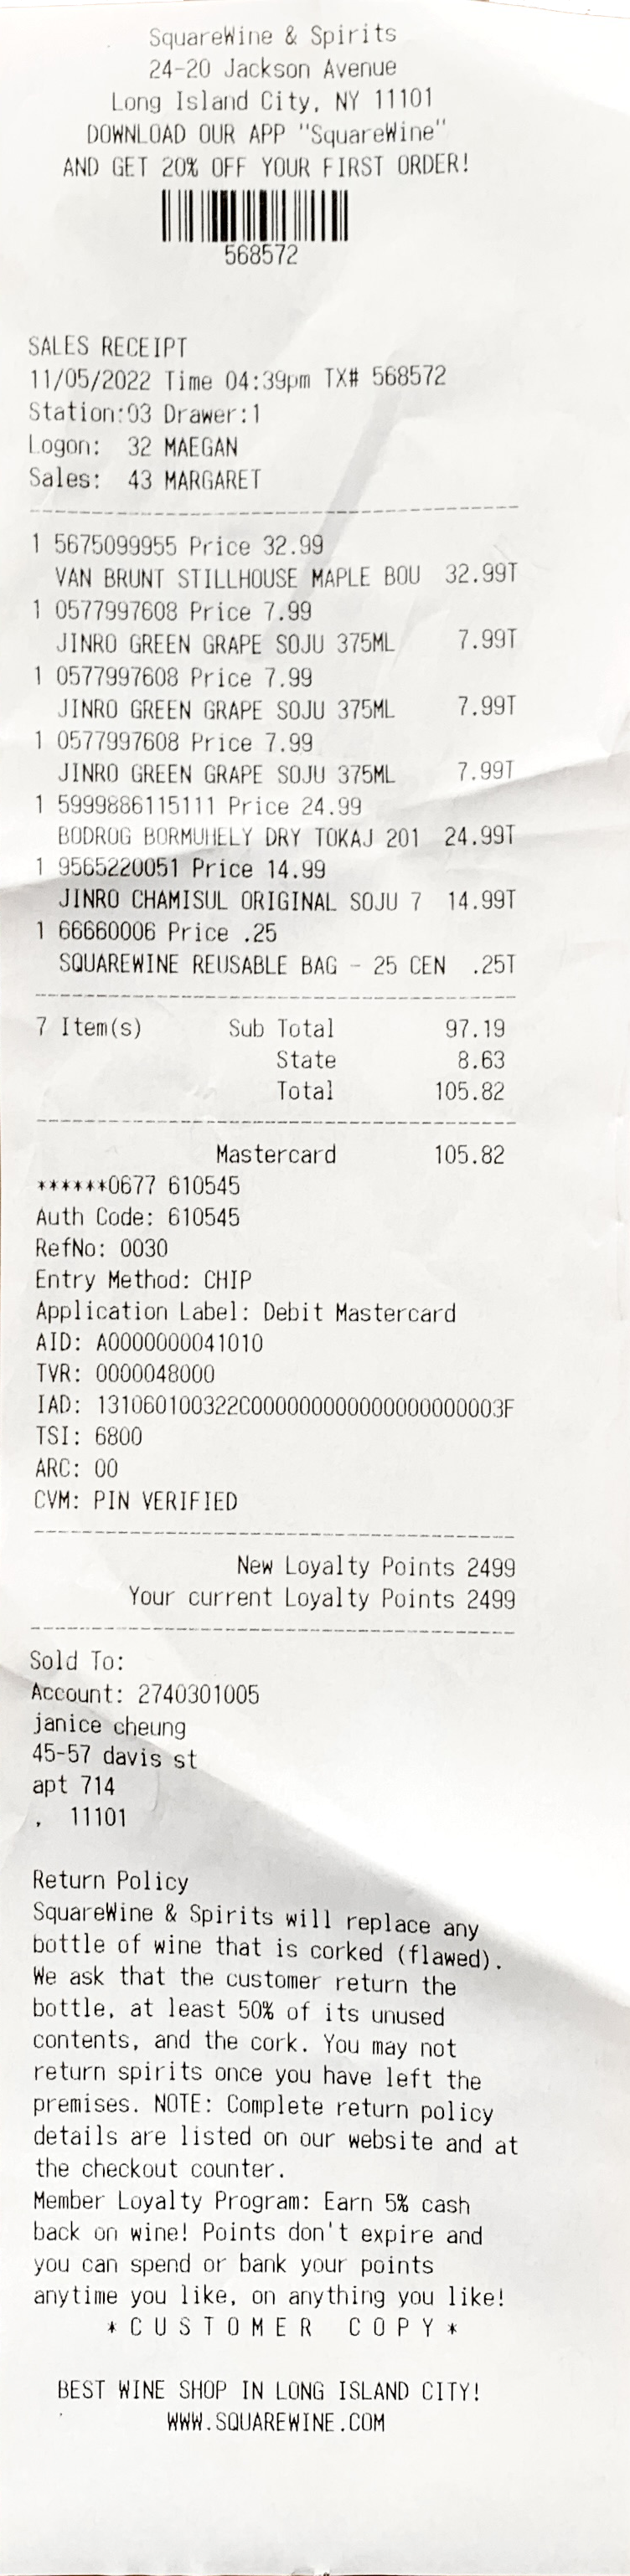 SquareWine & Spirits
24-20 Jackson Avenue
Long Island City, NY 11101
DOWNLOAD OUR APP "SquareWine"
AND GET 20% OFF YOUR FIRST ORDER!
568572
SALES RECEIPT
11/05/2022 Time 04:39pm TX# 568572
Station:03 Drawer:1
Logon: 32 MAEGAN
Sales: 43 MARGARET
1 5675099955 Price 32.99
VAN BRUNT STILLHOUSE MAPLE BOU 32.99T
1 0577997608 Price 7.99
JINRO GREEN GRAPE SOJU 375ML 7.99T
1 0577997608 Price 7.99
JINRO GREEN GRAPE SOJU 375ML 7.99T
1 0577997608 Price 7.99
JINRO GREEN GRAPE SOJU 375ML 7.99T
1 5999886115111 Price 24.99
BODROG BORMUHELY DRY TOKAJ 201 24.99T
1 9565220051 Price 14.99
JINRO CHAMISUL ORIGINAL SOJU 7 14.99T
1 66660006 Price .25
SQUAREWINE REUSABLE BAG - 25 CEN .25T
7 Item(s) Sub Total 97.19
State 8.63
Total 105.82
Mastercard 105.82
******0677 610545
Auth Code: 610545
RefNo: 0030
Entry Method: CHIP
Application Label: Debit Mastercard
AID: A0000000041010
TVR: 0000048000
IAD: 131060100322C000000000000000000003F
TSI: 6800
ARC: 00
CVM: PIN VERIFIED
New Loyalty Points 2499
Your current Loyalty Points 2499
Sold To:
Account: 2740301005
janice cheung
45-57 davis st
apt 714
, 11101
Return Policy
SquareWine & Spirits will replace any
bottle of wine that is corked (flawed).
We ask that the customer return the
bottle, at least 50% of its unused
contents, and the cork. You may not
return spirits once you have left the
premises. NOTE: Complete return policy
details are listed on our website and at
the checkout counter.
Member Loyalty Program: Earn 5% cash
back on wine! Points don't expire and
you can spend or bank your points
anytime you like, on anything you like!
* C U S T O M E R   C O P Y *
BEST WINE SHOP IN LONG ISLAND CITY!
WWW.SQUAREWINE.COM